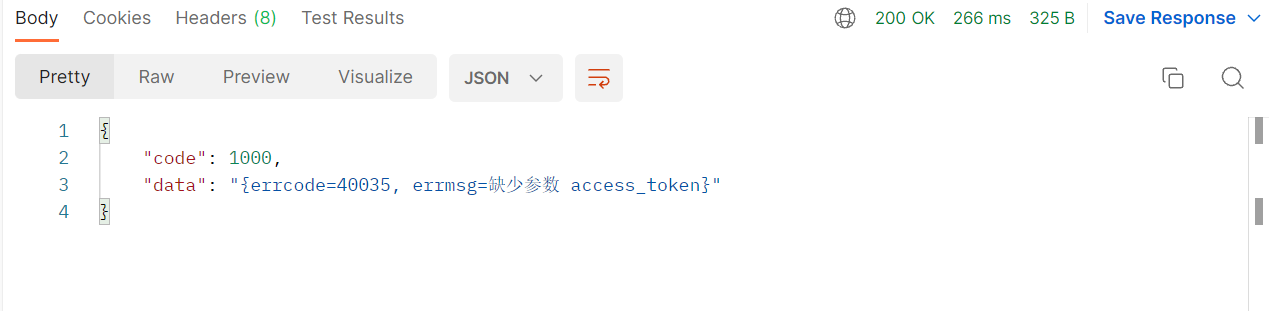 Body Cookies Headers (8) Test Results 200 OK 266 ms 325 B Save Response
Pretty Raw Preview Visualize JSON
1 {
2 "code": 1000,
3 "data": "{errcode=40035, errmsg=缺少参数 access_token}"
4 }